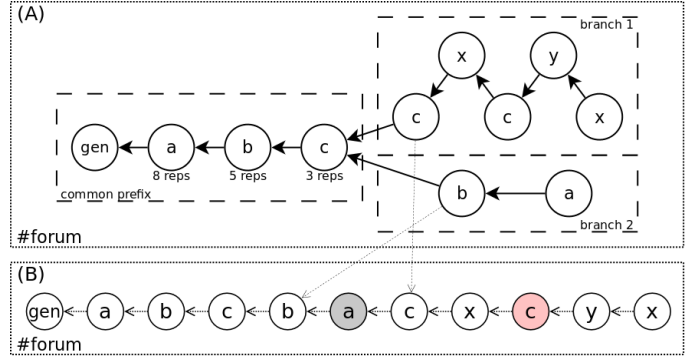 (A)
branch 1
x
y
c
c
x
gen
a
b
c
8 reps
5 reps
3 reps
common prefix
b
a
branch 2
#forum
(B)
gen a b c b a c x c y x
#forum